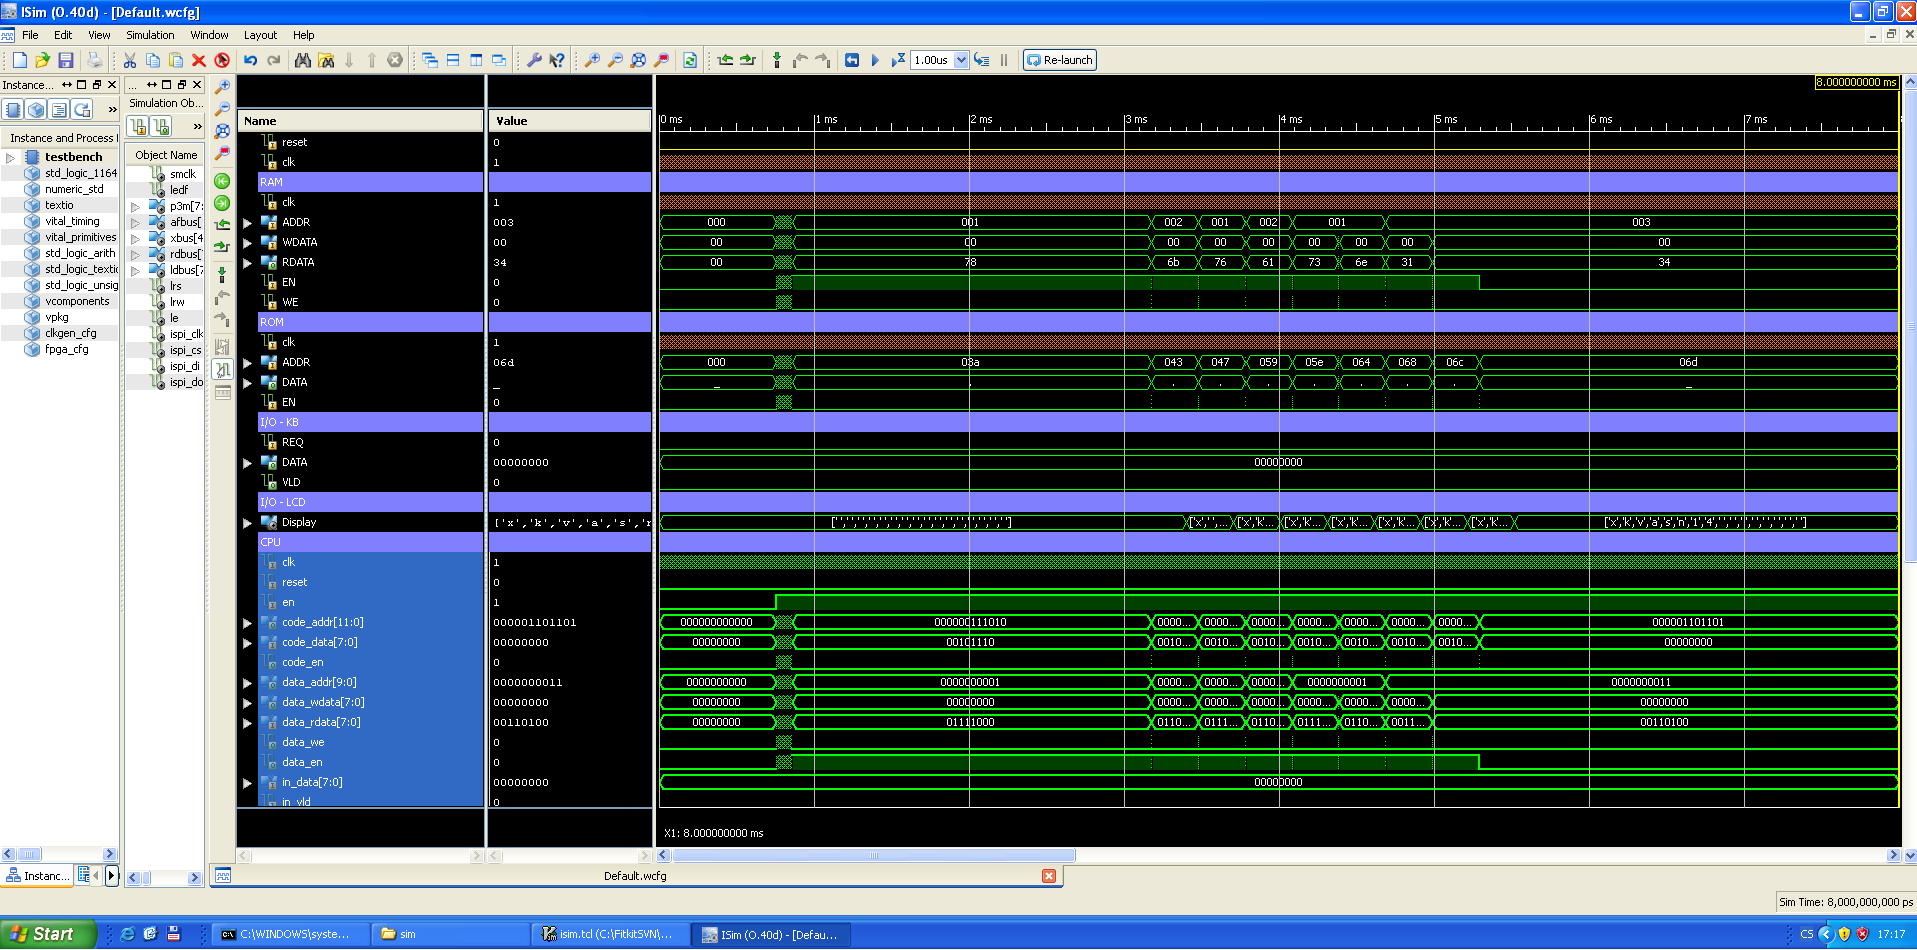 ISim (O.40d) - [Default.wcfg]
File Edit View Simulation Window Layout Help
1.00us Re-launch
Instance...
Instance and Process
testbench
std_logic_1164
numeric_std
textio
vital_timing
vital_primitives
std_logic_arith
std_logic_textio
std_logic_unsig
vcomponents
vpkg
clkgen_cfg
fpga_cfg
Instanc...
...
Simulation Ob...
Object Name
smclk
ledf
p3m[7:
afbus[
xbus[4
rdbus[7
ldbus[7
lrs
lrw
le
ispi_clk
ispi_cs
ispi_di
ispi_do
Name Value
8.000000000 ms
0 ms 1 ms 2 ms 3 ms 4 ms 5 ms 6 ms 7 ms
reset 0
clk 1
RAM
clk 1
ADDR 003 000 001 002 001 002 001 003
WDATA 00 00 00 00 00 00 00 00 00 00
RDATA 34 00 78 6b 76 61 73 6e 31 34
EN 0
WE 0
ROM
clk 1
ADDR 06d 000 03a 043 047 059 05e 064 068 06c 06d
DATA _ _ . . . . . . . . _
EN 0
I/O - KB
REQ 0
DATA 00000000 00000000
VLD 0
I/O - LCD
Display ['x','k','v','a','s','r ['x','',... ['x','k'... ['x','k'... ['x','k'... ['x','k'... ['x','k'... ['x','k'...
CPU
clk 1
reset 0
en 1
code_addr[11:0] 000001101101 000000000000 000000111010 0000... 0000... 0000... 0000... 0000... 0000... 0000... 000001101101
code_data[7:0] 00000000 00000000 00101110 0010... 0010... 0010... 0010... 0010... 0010... 0010... 00000000
code_en 0
data_addr[9:0] 0000000011 0000000000 0000000001 0000... 0000... 0000... 0000000001 0000000011
data_wdata[7:0] 00000000 00000000 00000000 0000... 0000... 0000... 0000... 0000... 0000... 00000000
data_rdata[7:0] 00110100 00000000 01111000 0110... 0111... 0110... 0111... 0110... 0011... 00110100
data_we 0
data_en 0
in_data[7:0] 00000000 00000000
in_vld 0
X1: 8.000000000 ms
Default.wcfg
Sim Time: 8,000,000,000 ps
Start C:\WINDOWS\syste... sim isim.tcl (C:\FitkitSVN\... ISim (O.40d) - [Defau... CS 17:17